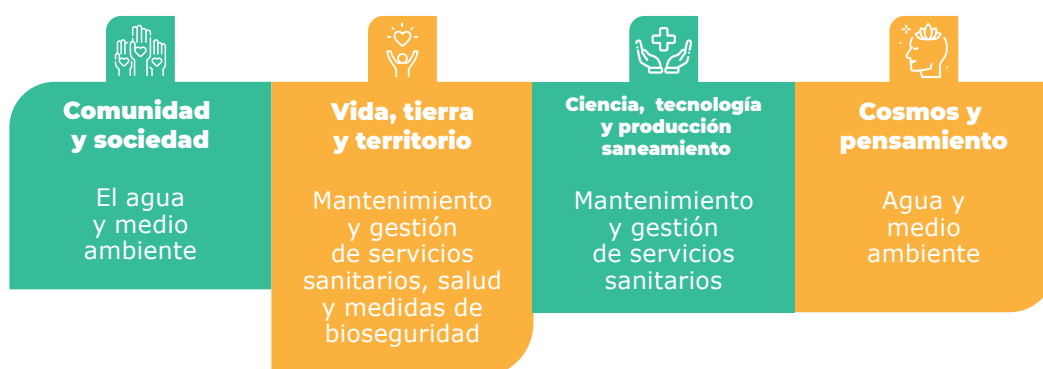 Comunidad
y sociedad
El agua
y medio
ambiente
Vida, tierra
y territorio
Mantenimiento
y gestión
de servicios
sanitarios, salud
y medidas de
bioseguridad
Ciencia, tecnología
y producción
saneamiento
Mantenimiento
y gestión
de servicios
sanitarios
Cosmos y
pensamiento
Agua y
medio
ambiente